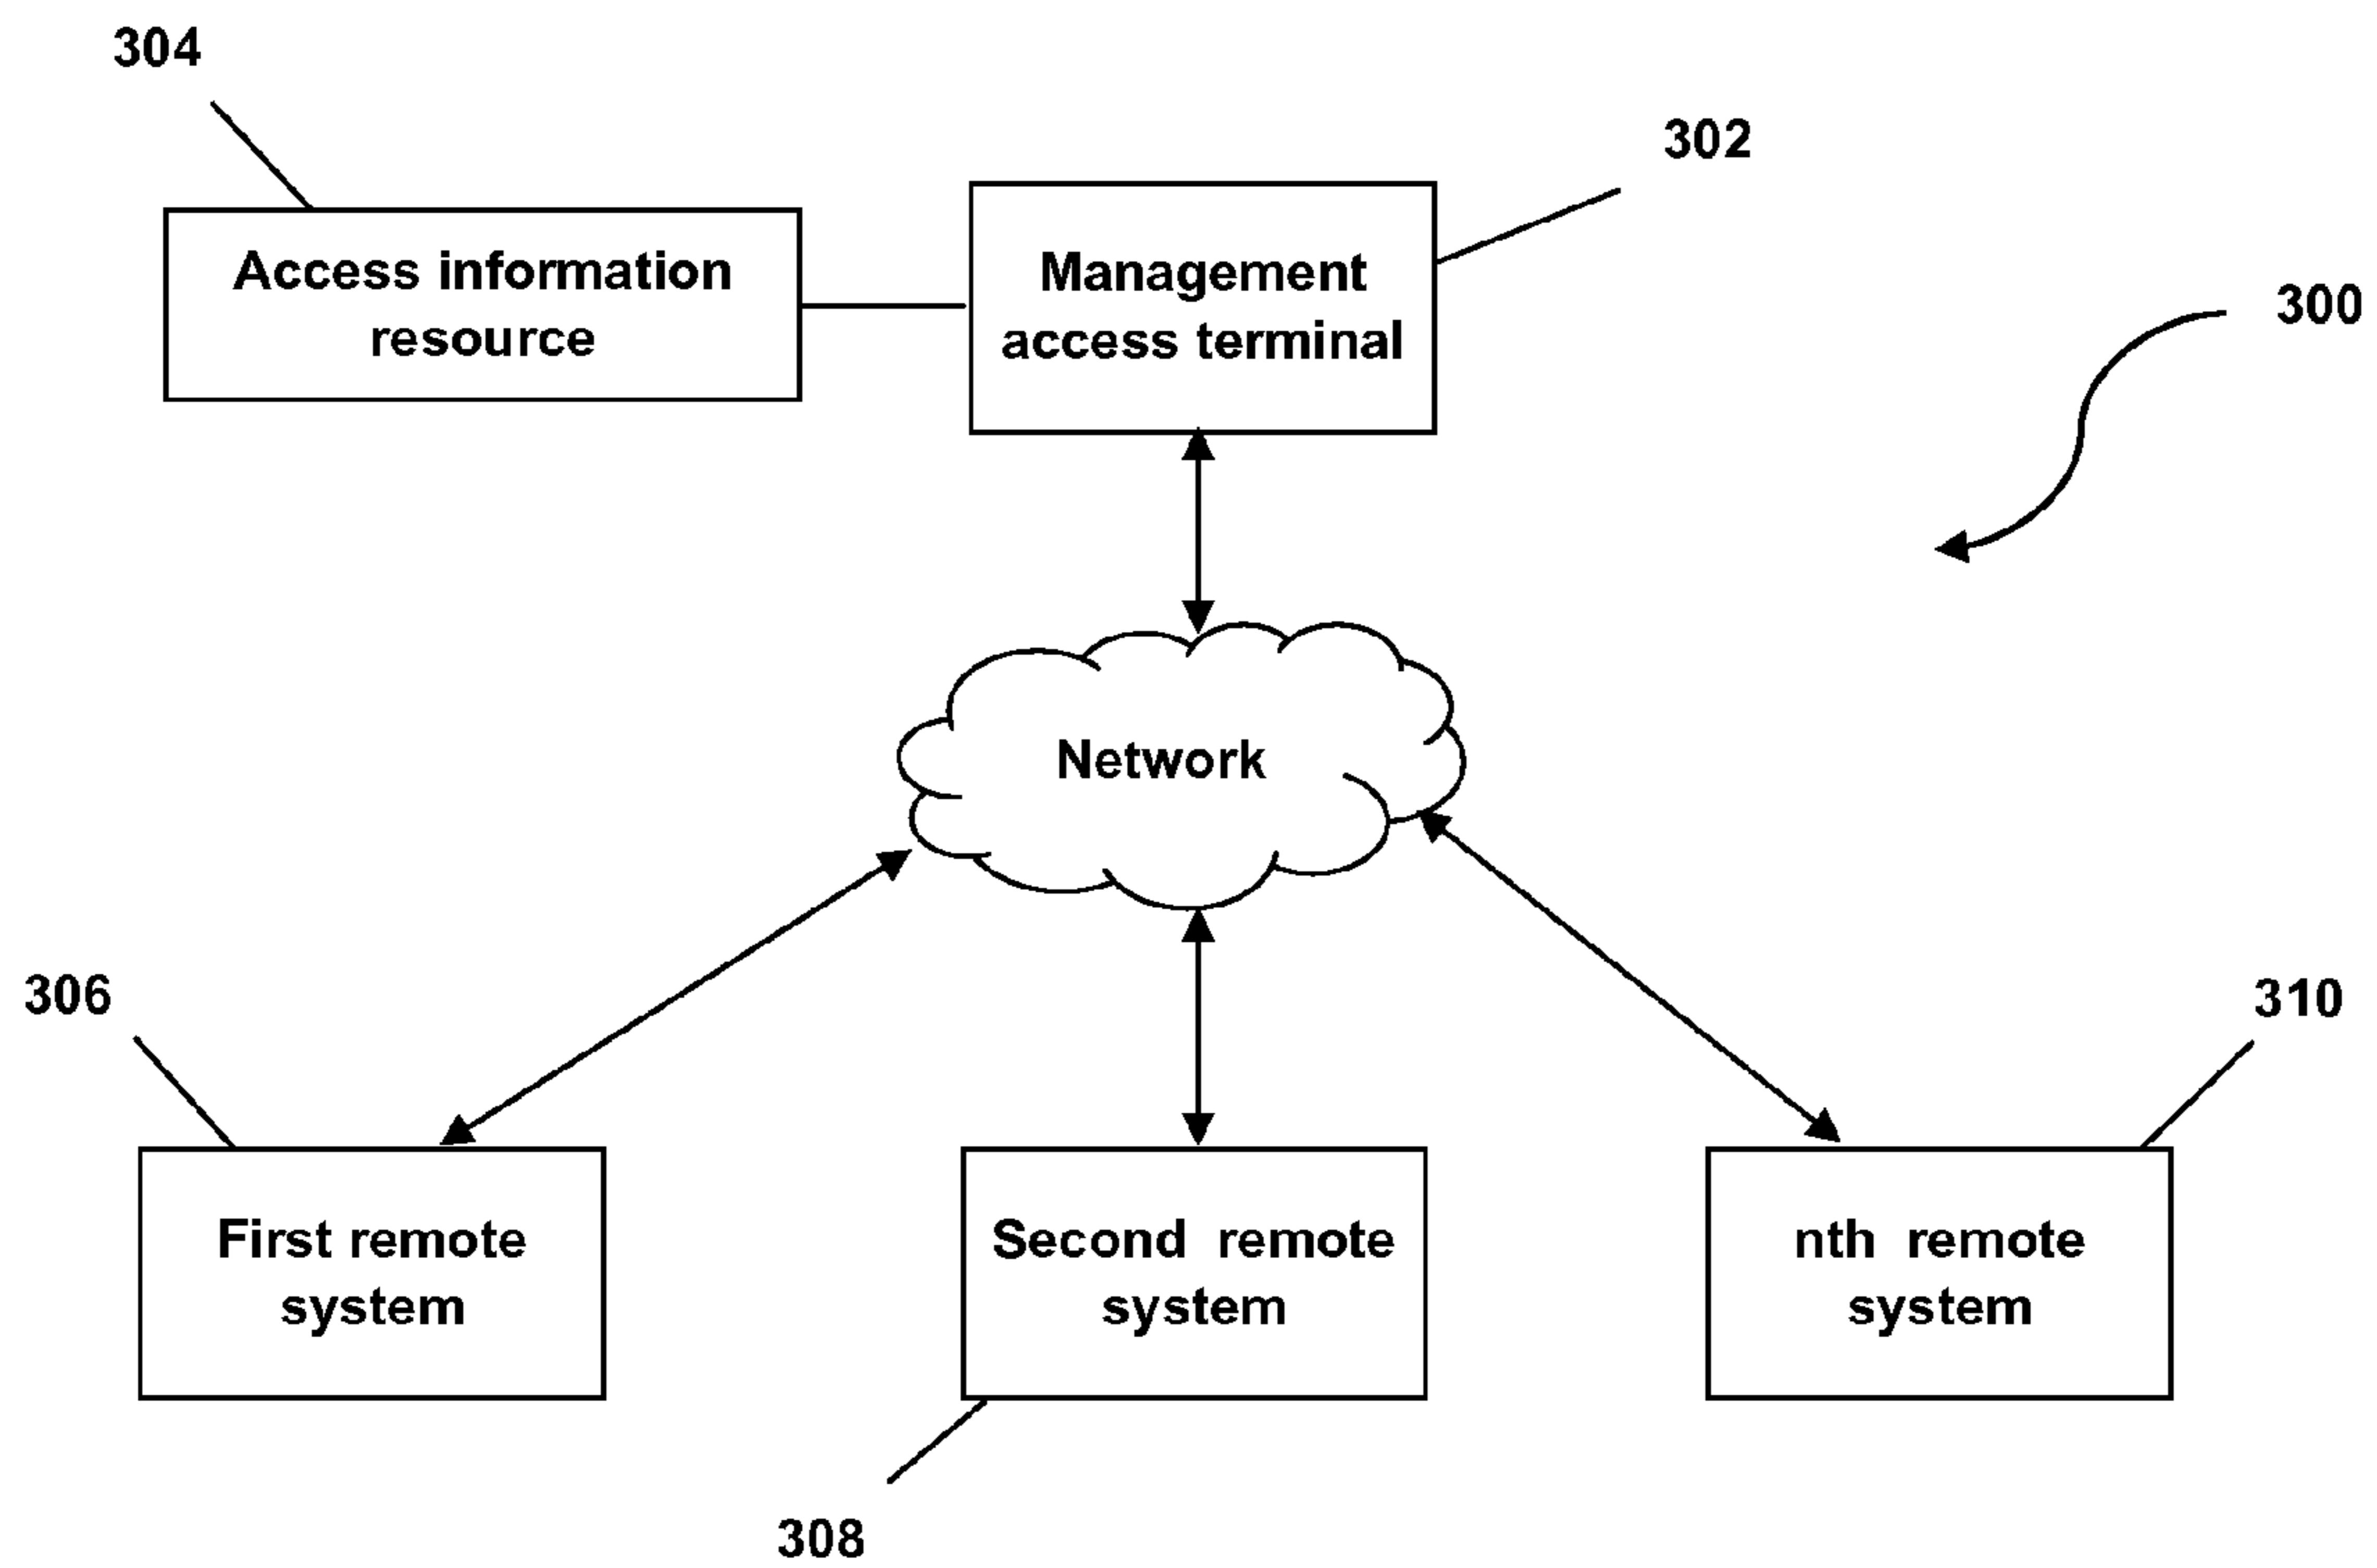 304
302
300
Access information
resource
Management
access terminal
Network
306
310
First remote
system
Second remote
system
nth remote
system
308